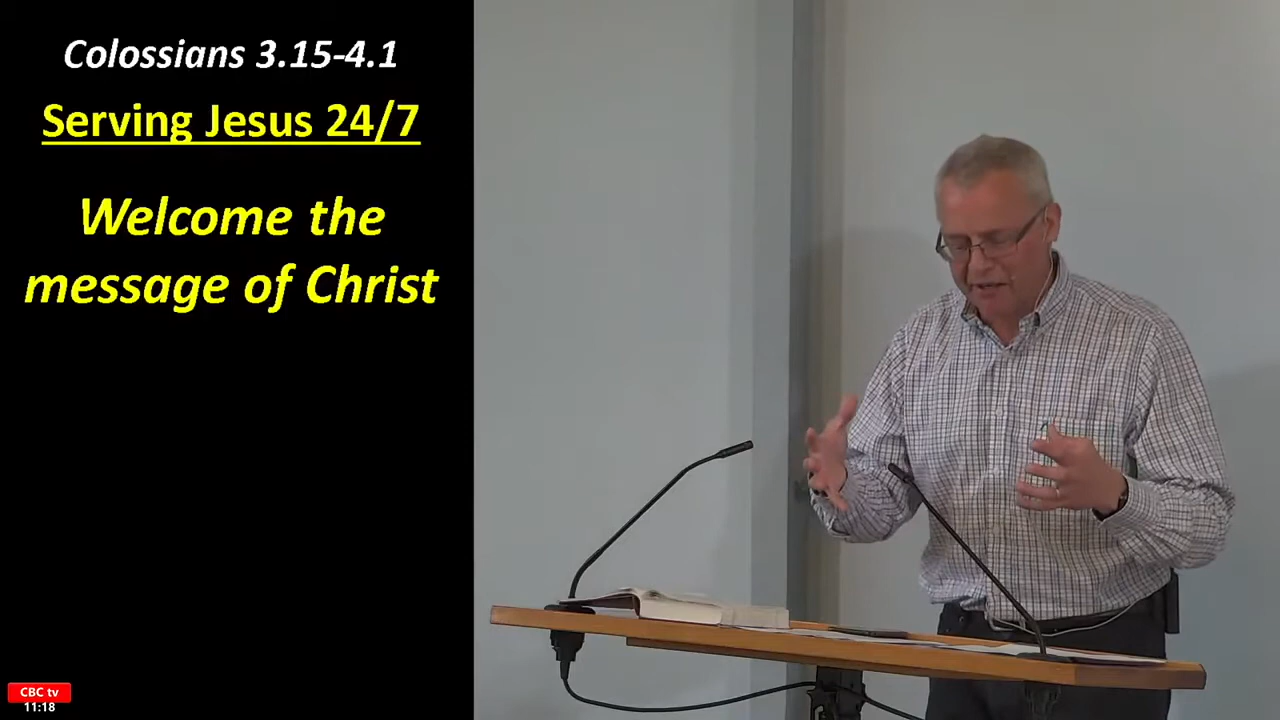 Colossians 3.15-4.1
Serving Jesus 24/7
Welcome the
message of Christ
CBC tv
11:18